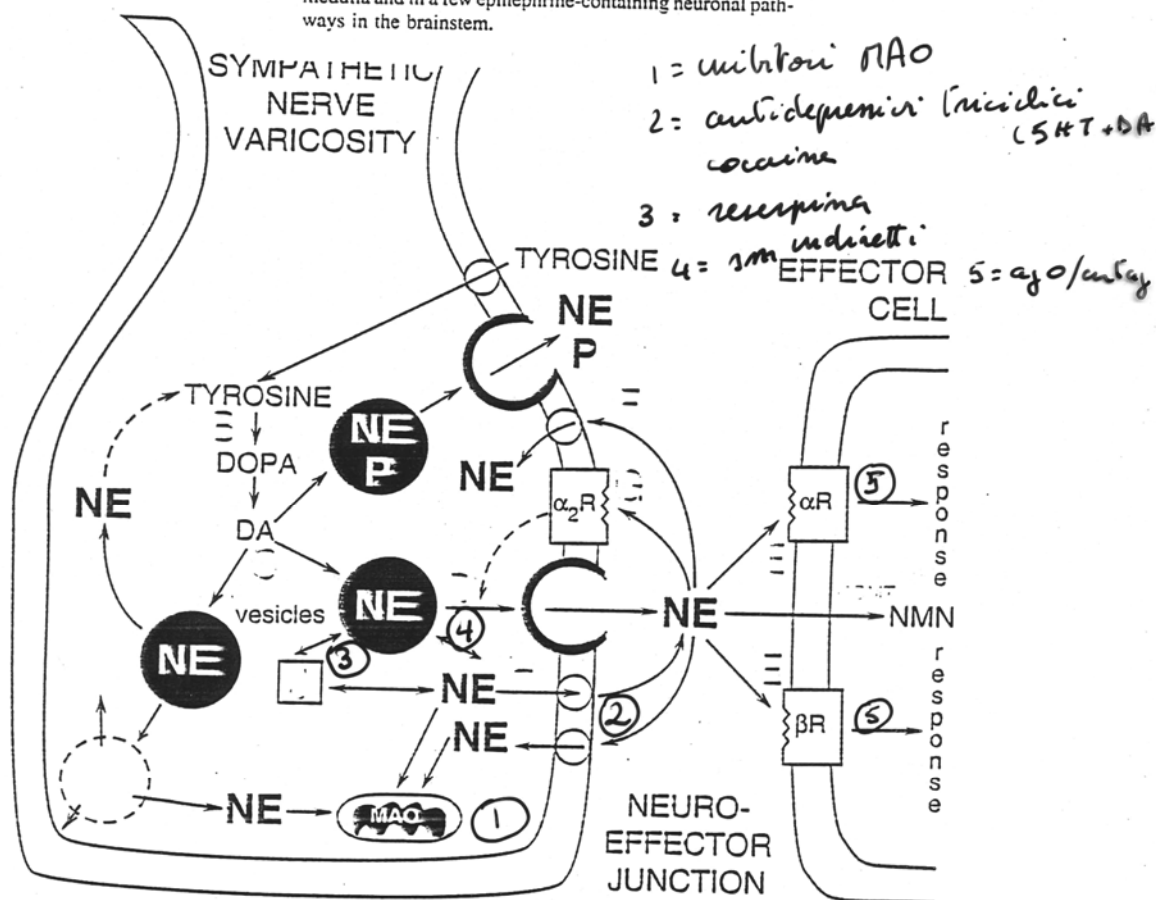 medulla and in a few epinephrine-containing neuronal path-
ways in the brainstem.
SYMPATHETIC
NERVE
VARICOSITY
1 = inibitori MAO
2 = antidepressivi triciclici
(5HT+DA
cocaina
3 = reserpina
4 = sm indiretti
5 = ago/antag
TYROSINE
EFFECTOR
CELL
NE
P
TYROSINE
DOPA
DA
NE
P
NE
NE
α₂R
αR
5
response
vesicles
NE
4
3
NE
NMN
NE
NE
NE
2
βR
5
response
NE
MAO
1
NEURO-
EFFECTOR
JUNCTION